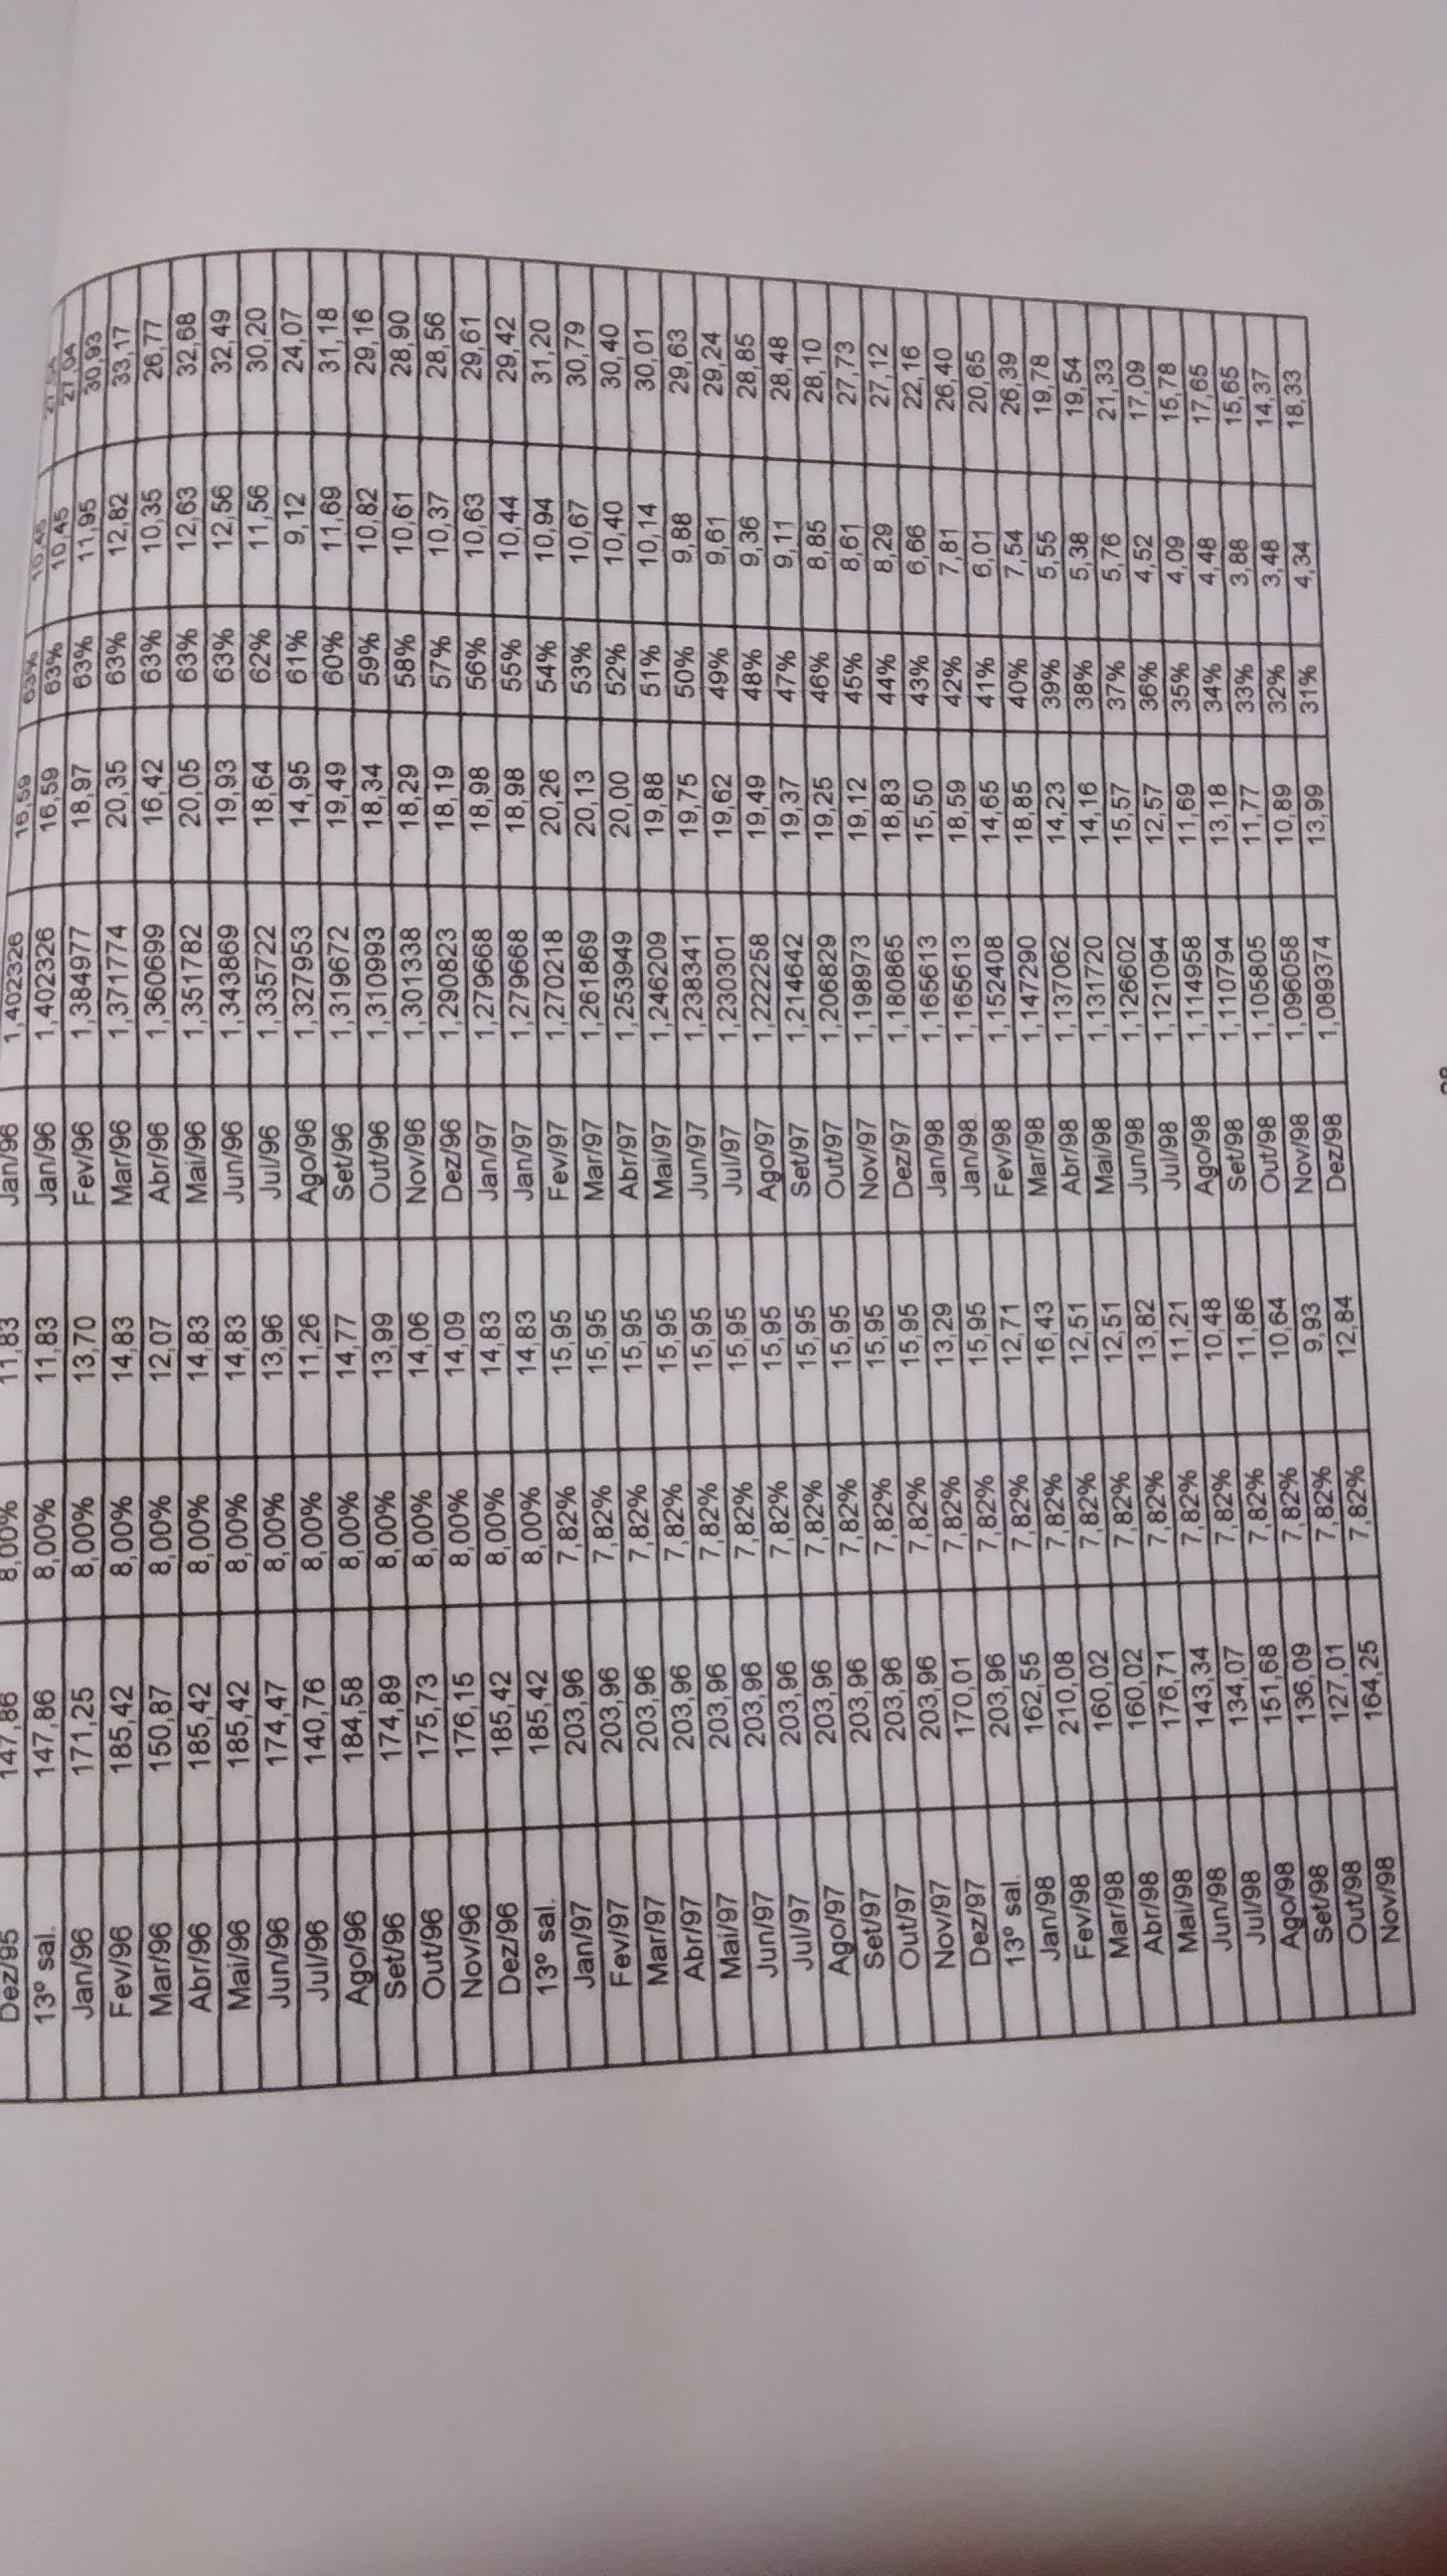 Dez/95 147,86 8,00% 11,83 Jan/96 1,402326 16,59 63% 10,45
13º sal. 147,86 8,00% 11,83 Jan/96 1,402326 16,59 63% 10,45 27,04
Jan/96 171,25 8,00% 13,70 Fev/96 1,384977 18,97 63% 11,95 30,93
Fev/96 185,42 8,00% 14,83 Mar/96 1,371774 20,35 63% 12,82 33,17
Mar/96 150,87 8,00% 12,07 Abr/96 1,360699 16,42 63% 10,35 26,77
Abr/96 185,42 8,00% 14,83 Mai/96 1,351782 20,05 63% 12,63 32,68
Mai/96 185,42 8,00% 14,83 Jun/96 1,343869 19,93 63% 12,56 32,49
Jun/96 174,47 8,00% 13,96 Jul/96 1,335722 18,64 62% 11,56 30,20
Jul/96 140,76 8,00% 11,26 Ago/96 1,327953 14,95 61% 9,12 24,07
Ago/96 184,58 8,00% 14,77 Set/96 1,319672 19,49 60% 11,69 31,18
Set/96 174,89 8,00% 13,99 Out/96 1,310993 18,34 59% 10,82 29,16
Out/96 175,73 8,00% 14,06 Nov/96 1,301338 18,29 58% 10,61 28,90
Nov/96 176,15 8,00% 14,09 Dez/96 1,290823 18,19 57% 10,37 28,56
Dez/96 185,42 8,00% 14,83 Jan/97 1,279668 18,98 56% 10,63 29,61
13º sal. 185,42 8,00% 14,83 Jan/97 1,279668 18,98 55% 10,44 29,42
Jan/97 203,96 7,82% 15,95 Fev/97 1,270218 20,26 54% 10,94 31,20
Fev/97 203,96 7,82% 15,95 Mar/97 1,261869 20,13 53% 10,67 30,79
Mar/97 203,96 7,82% 15,95 Abr/97 1,253949 20,00 52% 10,40 30,40
Abr/97 203,96 7,82% 15,95 Mai/97 1,246209 19,88 51% 10,14 30,01
Mai/97 203,96 7,82% 15,95 Jun/97 1,238341 19,75 50% 9,88 29,63
Jun/97 203,96 7,82% 15,95 Jul/97 1,230301 19,62 49% 9,61 29,24
Jul/97 203,96 7,82% 15,95 Ago/97 1,222258 19,49 48% 9,36 28,85
Ago/97 203,96 7,82% 15,95 Set/97 1,214642 19,37 47% 9,11 28,48
Set/97 203,96 7,82% 15,95 Out/97 1,206829 19,25 46% 8,85 28,10
Out/97 203,96 7,82% 15,95 Nov/97 1,198973 19,12 45% 8,61 27,73
Nov/97 203,96 7,82% 15,95 Dez/97 1,180865 18,83 44% 8,29 27,12
Dez/97 170,01 7,82% 13,29 Jan/98 1,165613 15,50 43% 6,66 22,16
13º sal. 203,96 7,82% 15,95 Jan/98 1,165613 18,59 42% 7,81 26,40
Jan/98 162,55 7,82% 12,71 Fev/98 1,152408 14,65 41% 6,01 20,65
Fev/98 210,08 7,82% 16,43 Mar/98 1,147290 18,85 40% 7,54 26,39
Mar/98 160,02 7,82% 12,51 Abr/98 1,137062 14,23 39% 5,55 19,78
Abr/98 160,02 7,82% 12,51 Mai/98 1,131720 14,16 38% 5,38 19,54
Mai/98 176,71 7,82% 13,82 Jun/98 1,126602 15,57 37% 5,76 21,33
Jun/98 143,34 7,82% 11,21 Jul/98 1,121094 12,57 36% 4,52 17,09
Jul/98 134,07 7,82% 10,48 Ago/98 1,114958 11,69 35% 4,09 15,78
Ago/98 151,68 7,82% 11,86 Set/98 1,110794 13,18 34% 4,48 17,65
Set/98 136,09 7,82% 10,64 Out/98 1,105805 11,77 33% 3,88 15,65
Out/98 127,01 7,82% 9,93 Nov/98 1,096058 10,89 32% 3,48 14,37
Nov/98 164,25 7,82% 12,84 Dez/98 1,089374 13,99 31% 4,34 18,33